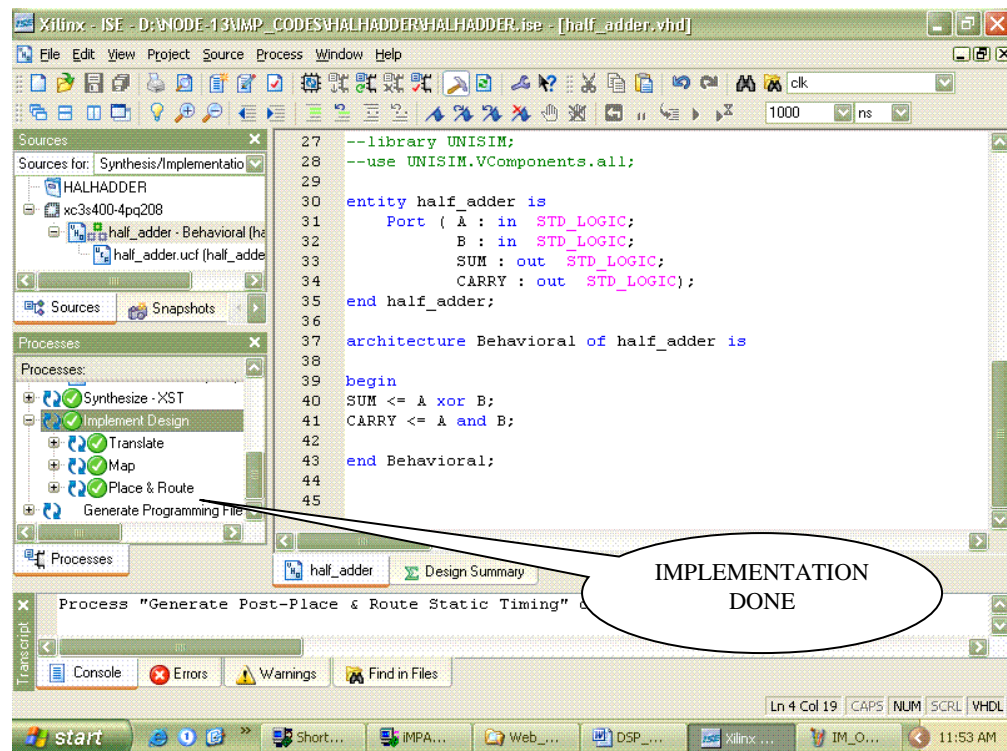 Xilinx - ISE - D:\NODE-13\IMP_CODES\HALHADDER\HALHADDER.ise - [half_adder.vhd]
File Edit View Project Source Process Window Help
clk
1000 ns
Sources
Sources for: Synthesis/Implementatio
HALHADDER
xc3s400-4pq208
half_adder - Behavioral (ha
half_adder.ucf (half_adde
Sources Snapshots
Processes
Processes:
Synthesize - XST
Implement Design
Translate
Map
Place & Route
Generate Programming File
Processes
27 --library UNISIM;
28 --use UNISIM.VComponents.all;
29
30 entity half_adder is
31 Port ( A : in STD_LOGIC;
32 B : in STD_LOGIC;
33 SUM : out STD_LOGIC;
34 CARRY : out STD_LOGIC);
35 end half_adder;
36
37 architecture Behavioral of half_adder is
38
39 begin
40 SUM <= A xor B;
41 CARRY <= A and B;
42
43 end Behavioral;
44
45
half_adder Design Summary
IMPLEMENTATION
DONE
Process "Generate Post-Place & Route Static Timing"
Transcript
Console Errors Warnings Find in Files
Ln 4 Col 19 CAPS NUM SCRL VHDL
start Short... iMPA... Web_... DSP_... Xilinx ... IM_O... 11:53 AM